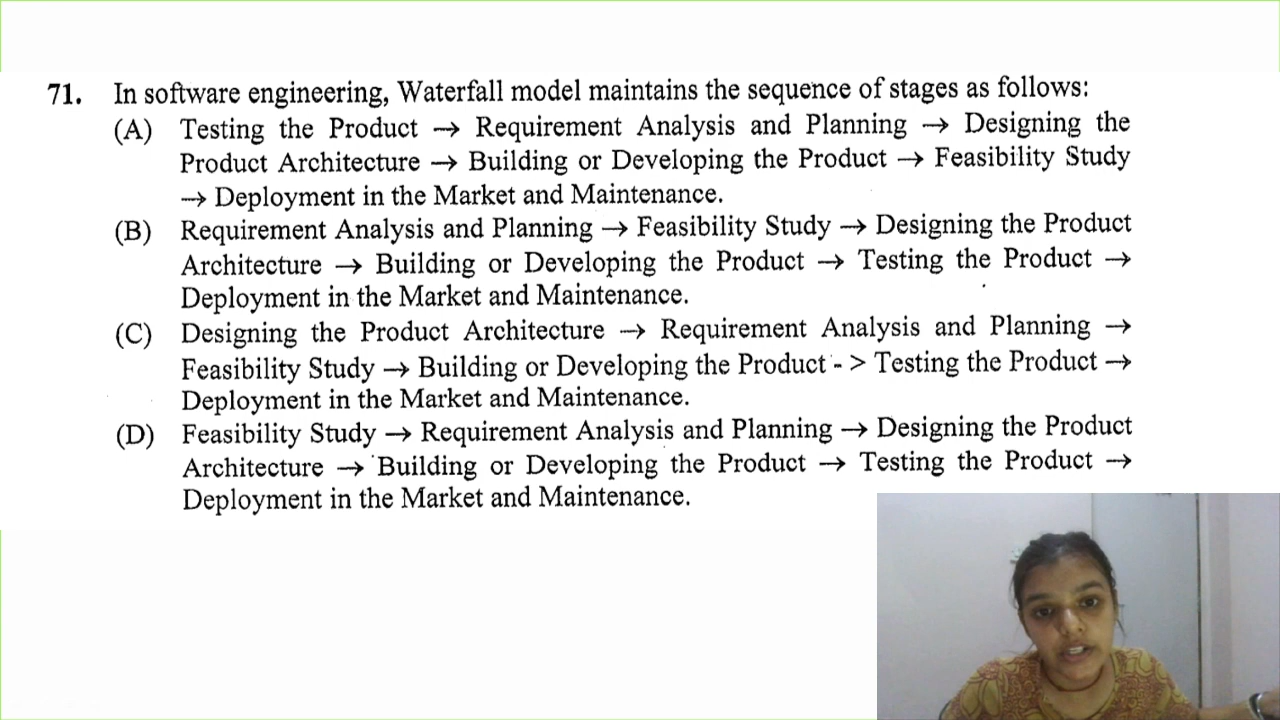 71. In software engineering, Waterfall model maintains the sequence of stages as follows:
(A) Testing the Product → Requirement Analysis and Planning → Designing the
Product Architecture → Building or Developing the Product → Feasibility Study
→ Deployment in the Market and Maintenance.
(B) Requirement Analysis and Planning → Feasibility Study → Designing the Product
Architecture → Building or Developing the Product → Testing the Product →
Deployment in the Market and Maintenance.
(C) Designing the Product Architecture → Requirement Analysis and Planning →
Feasibility Study → Building or Developing the Product - > Testing the Product →
Deployment in the Market and Maintenance.
(D) Feasibility Study → Requirement Analysis and Planning → Designing the Product
Architecture → Building or Developing the Product → Testing the Product →
Deployment in the Market and Maintenance.